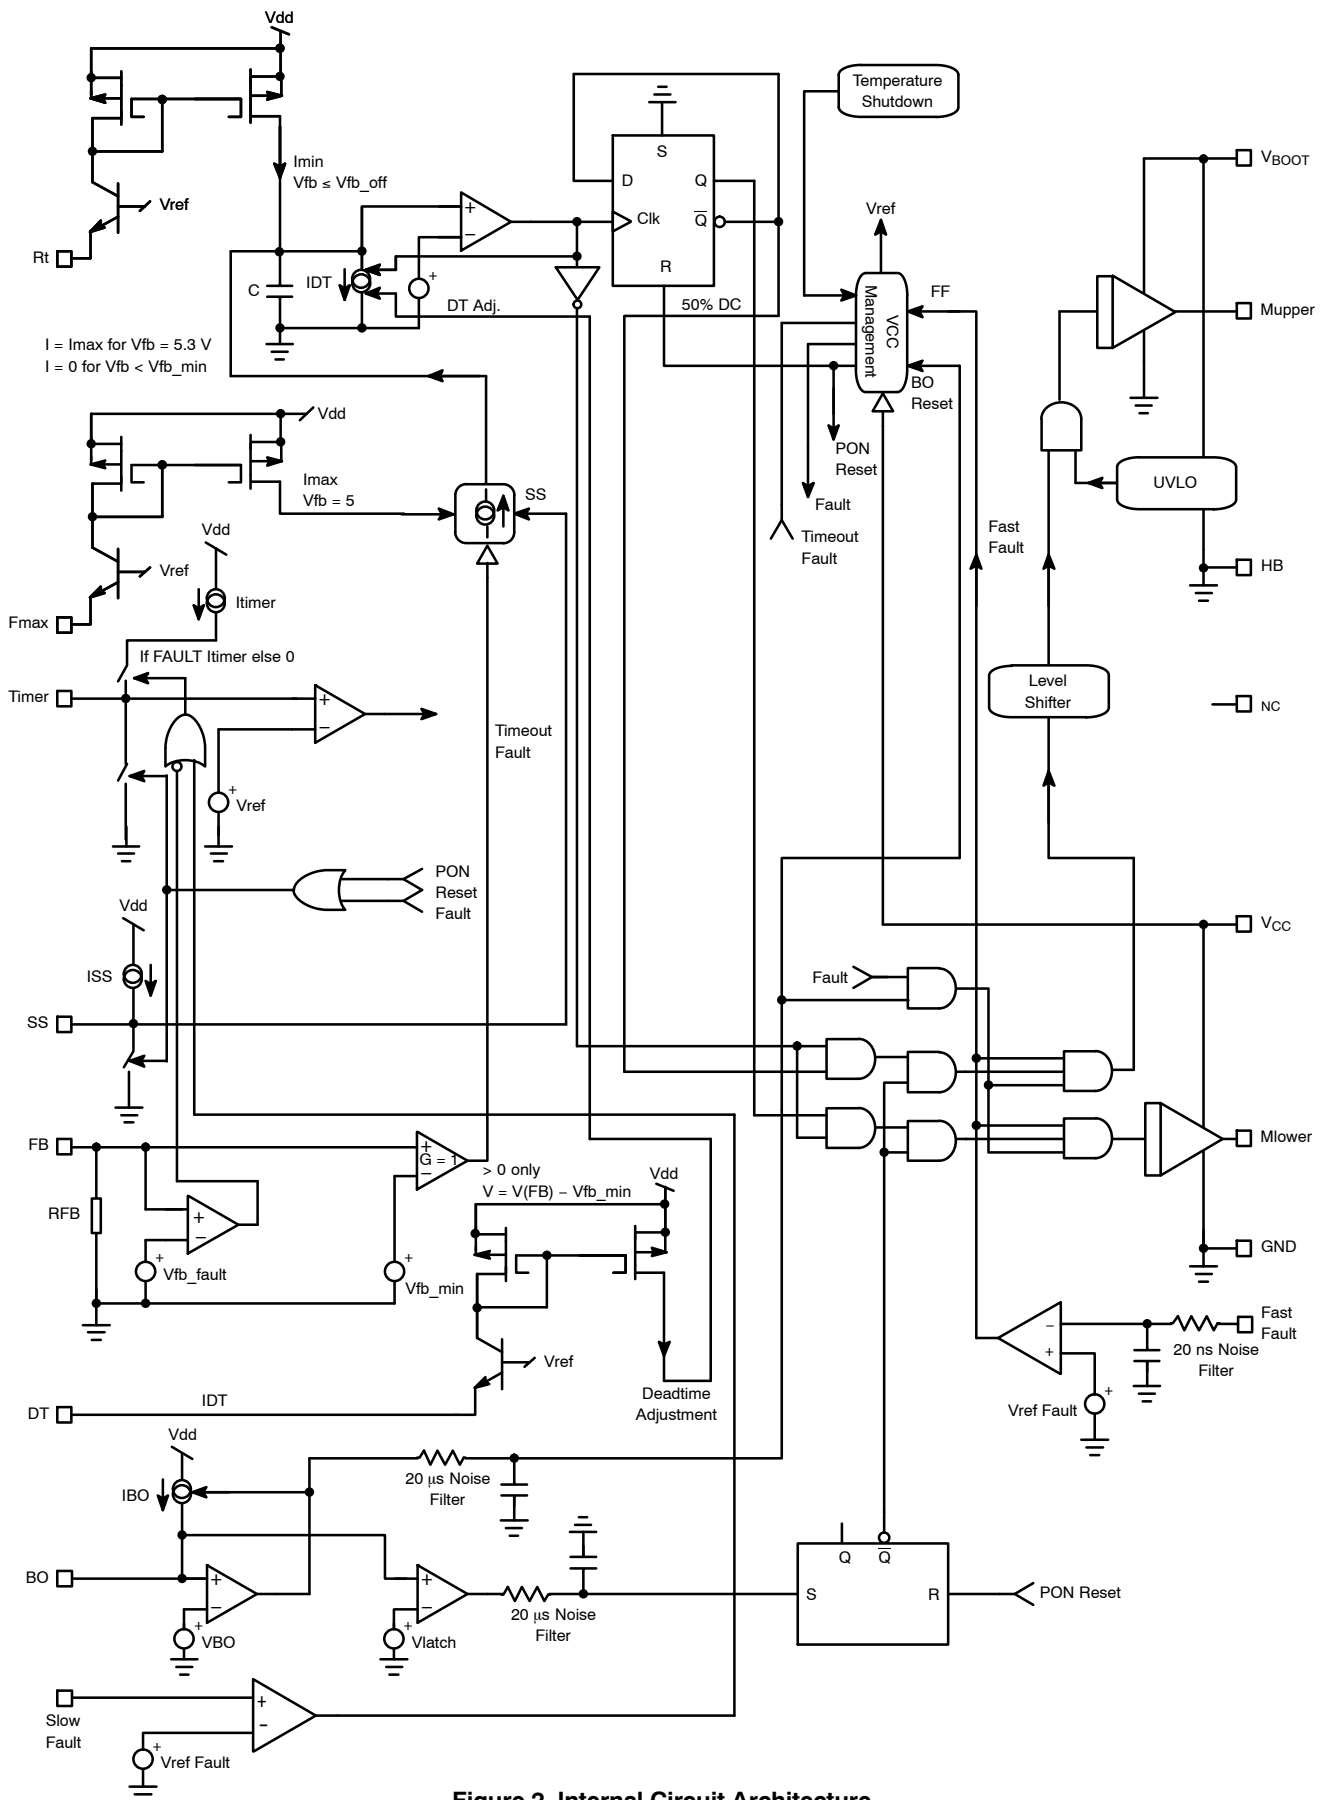 Vdd
Temperature
Shutdown
S
VBOOT
Imin
Vfb ≤ Vfb_off
D
Q
Vref
+
Clk
Q
Vref
−
Rt
R
C
IDT
+
FF
DT Adj.
50% DC
VCC
Management
Mupper
I = Imax for Vfb = 5.3 V
I = 0 for Vfb < Vfb_min
BO
Reset
Vdd
PON
Reset
Imax
Vfb = 5
SS
UVLO
Fault
Vdd
Timeout
Fault
Fast
Fault
Vref
HB
Itimer
Fmax
If FAULT Itimer else 0
Timer
+
−
Level
Shifter
NC
Timeout
Fault
+
Vref
PON
Reset
Fault
Vdd
VCC
ISS
Fault
SS
FB
+
G = 1
−
> 0 only
V = V(FB) − Vfb_min
Vdd
Mlower
RFB
+
−
+
Vfb_fault
+
Vfb_min
GND
Fast
Fault
−
+
20 ns Noise
Filter
Vref
Deadtime
Adjustment
IDT
DT
+
Vref Fault
Vdd
20 µs Noise
Filter
IBO
Q
Q
BO
+
−
+
−
S
R
PON Reset
20 µs Noise
Filter
+
VBO
+
Vlatch
+
−
Slow
Fault
+
Vref Fault
Figure 2. Internal Circuit Architecture